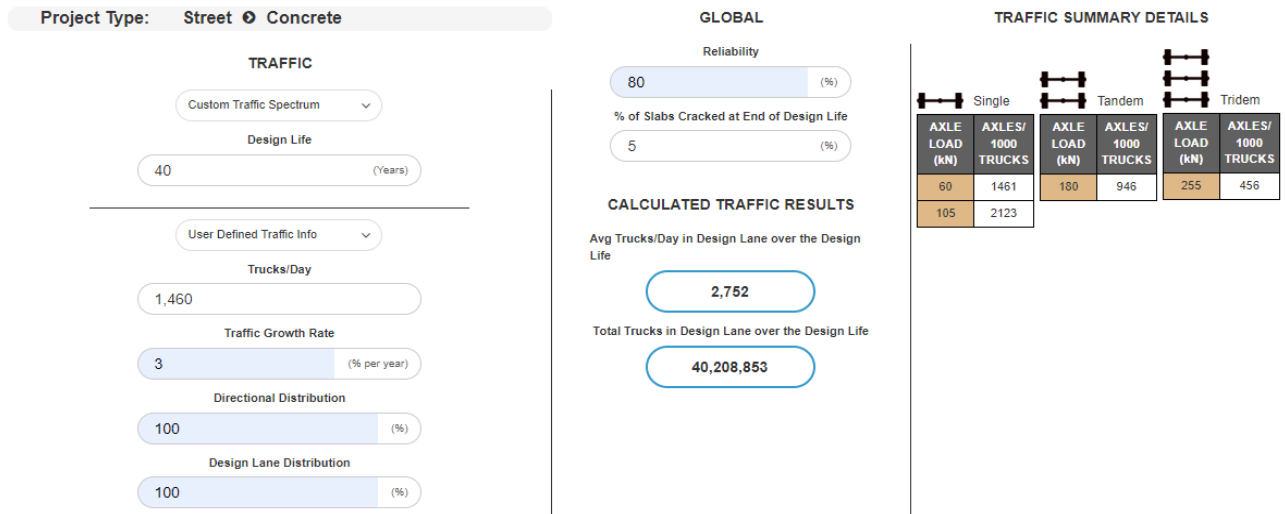 Project Type: Street Concrete
TRAFFIC
Custom Traffic Spectrum
Design Life
40 (Years)
User Defined Traffic Info
Trucks/Day
1,460
Traffic Growth Rate
3 (% per year)
Directional Distribution
100 (%)
Design Lane Distribution
100 (%)
GLOBAL
Reliability
80 (%)
% of Slabs Cracked at End of Design Life
5 (%)
CALCULATED TRAFFIC RESULTS
Avg Trucks/Day in Design Lane over the Design
Life
2,752
Total Trucks in Design Lane over the Design Life
40,208,853
TRAFFIC SUMMARY DETAILS
Single
AXLE AXLES/
LOAD 1000
(kN) TRUCKS
60 1461
105 2123
Tandem
AXLE AXLES/
LOAD 1000
(kN) TRUCKS
180 946
Tridem
AXLE AXLES/
LOAD 1000
(kN) TRUCKS
255 456